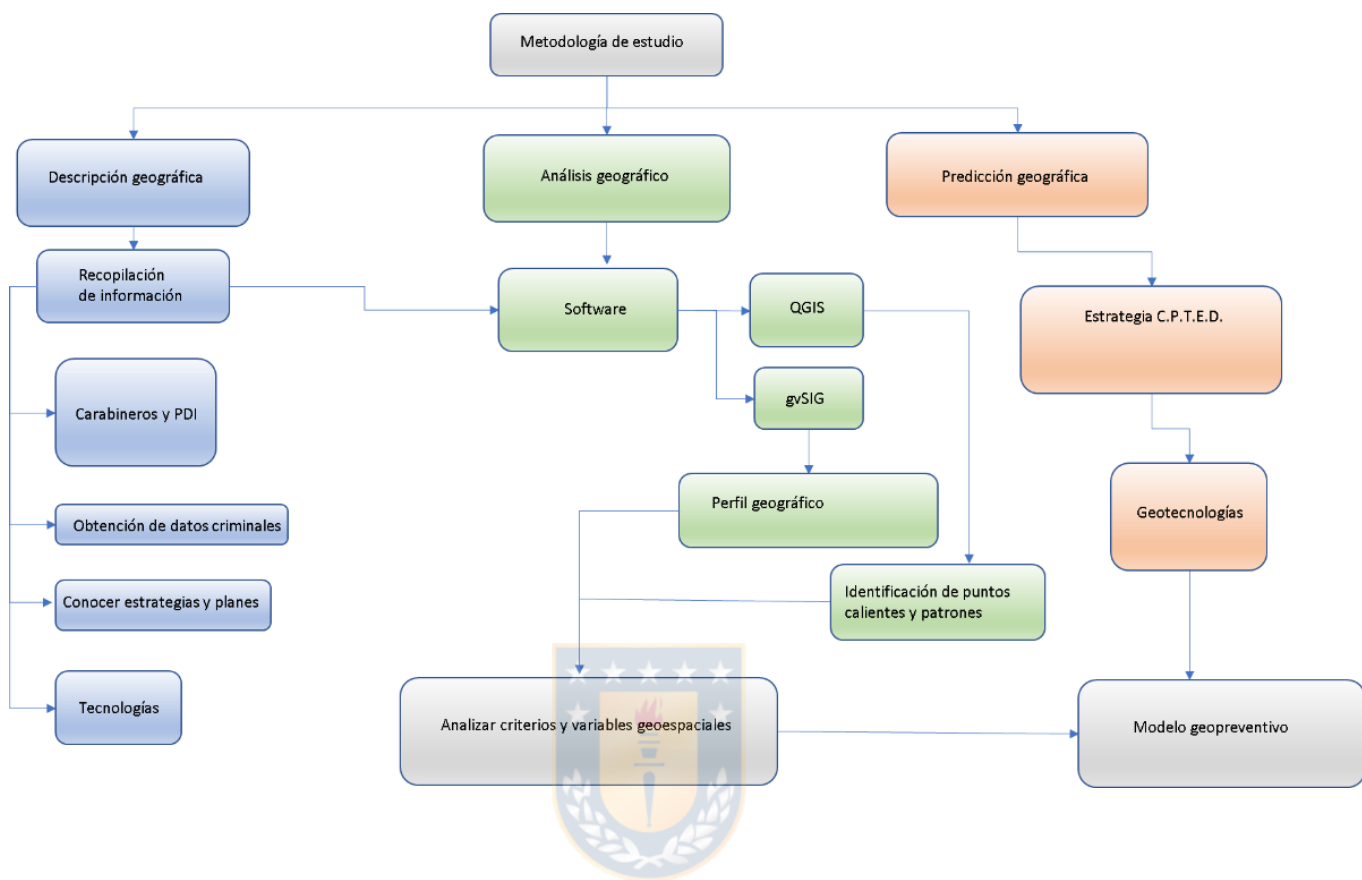 Metodología de estudio
Descripción geográfica
Análisis geográfico
Predicción geográfica
Recopilación
de información
Software
QGIS
Estrategia C.P.T.E.D.
gvSIG
Carabineros y PDI
Perfil geográfico
Geotecnologías
Obtención de datos criminales
Conocer estrategias y planes
Identificación de puntos
calientes y patrones
Tecnologías
Analizar criterios y variables geoespaciales
Modelo geopreventivo